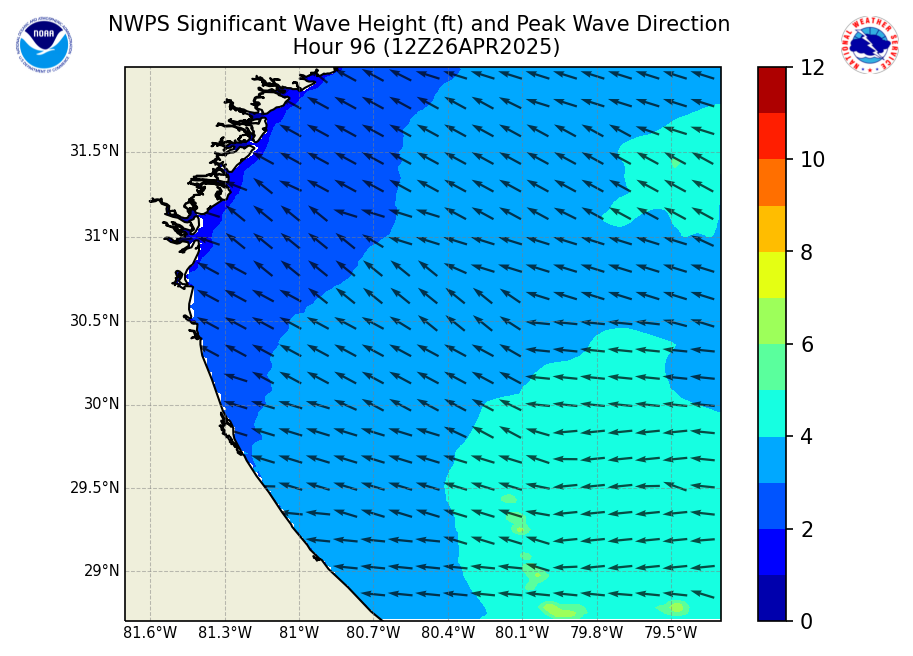 NWPS Significant Wave Height (ft) and Peak Wave Direction
Hour 96 (12Z26APR2025)
NOAA
NATIONAL WEATHER SERVICE
31.5°N
31°N
30.5°N
30°N
29.5°N
29°N
81.6°W 81.3°W 81°W 80.7°W 80.4°W 80.1°W 79.8°W 79.5°W
12
10
8
6
4
2
0